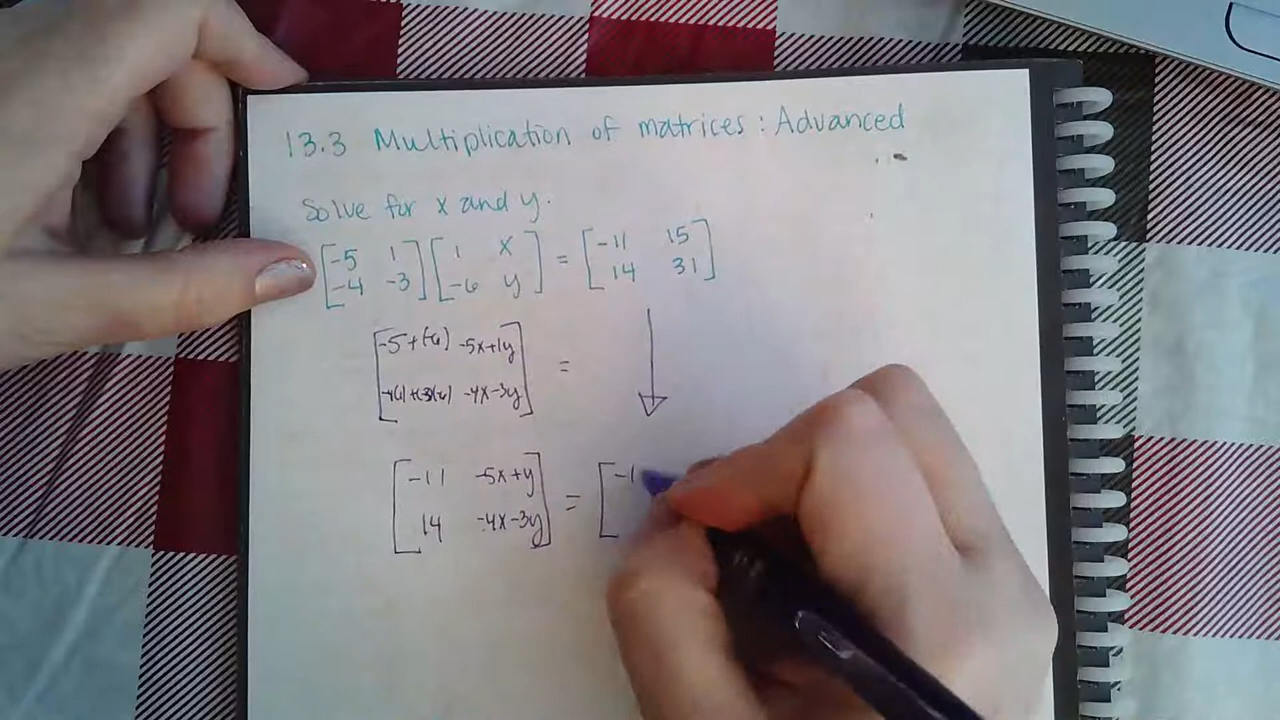 13.3 Multiplication of matrices: Advanced
Solve for x and y.
[-5 1] [1 x] = [-11 15]
[-4 -3] [-6 y] [14 31]
[-5+(-6) -5x+1y] =
[-4(1)+(-3)(-6) -4x-3y]
[-11 -5x+y] = [-1
[14 -4x-3y]